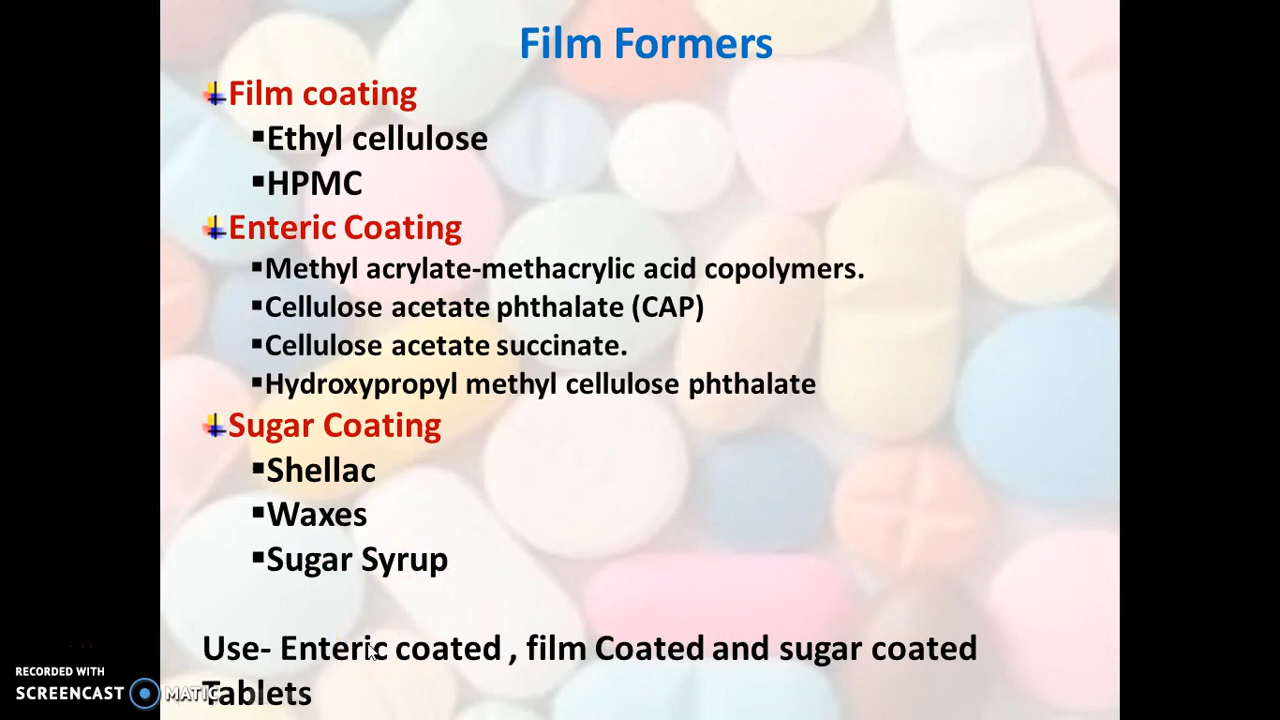 Film Formers
Film coating
▪Ethyl cellulose
▪HPMC
Enteric Coating
▪Methyl acrylate-methacrylic acid copolymers.
▪Cellulose acetate phthalate (CAP)
▪Cellulose acetate succinate.
▪Hydroxypropyl methyl cellulose phthalate
Sugar Coating
▪Shellac
▪Waxes
▪Sugar Syrup
Use- Enteric coated , film Coated and sugar coated
Tablets
RECORDED WITH
SCREENCAST MATIC